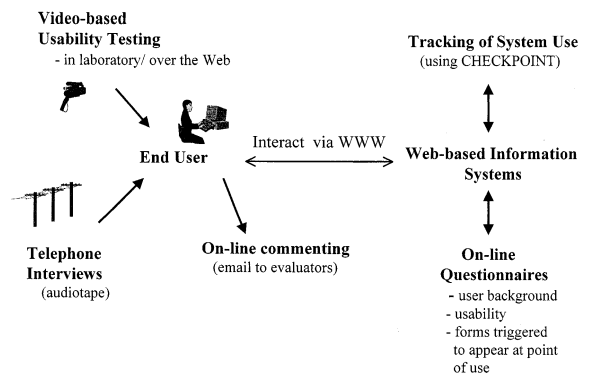 Video-based
Usability Testing
- in laboratory/ over the Web
End User
Telephone
Interviews
(audiotape)
On-line commenting
(email to evaluators)
Interact via WWW
Tracking of System Use
(using CHECKPOINT)
Web-based Information
Systems
On-line
Questionnaires
- user background
- usability
- forms triggered
to appear at point
of use